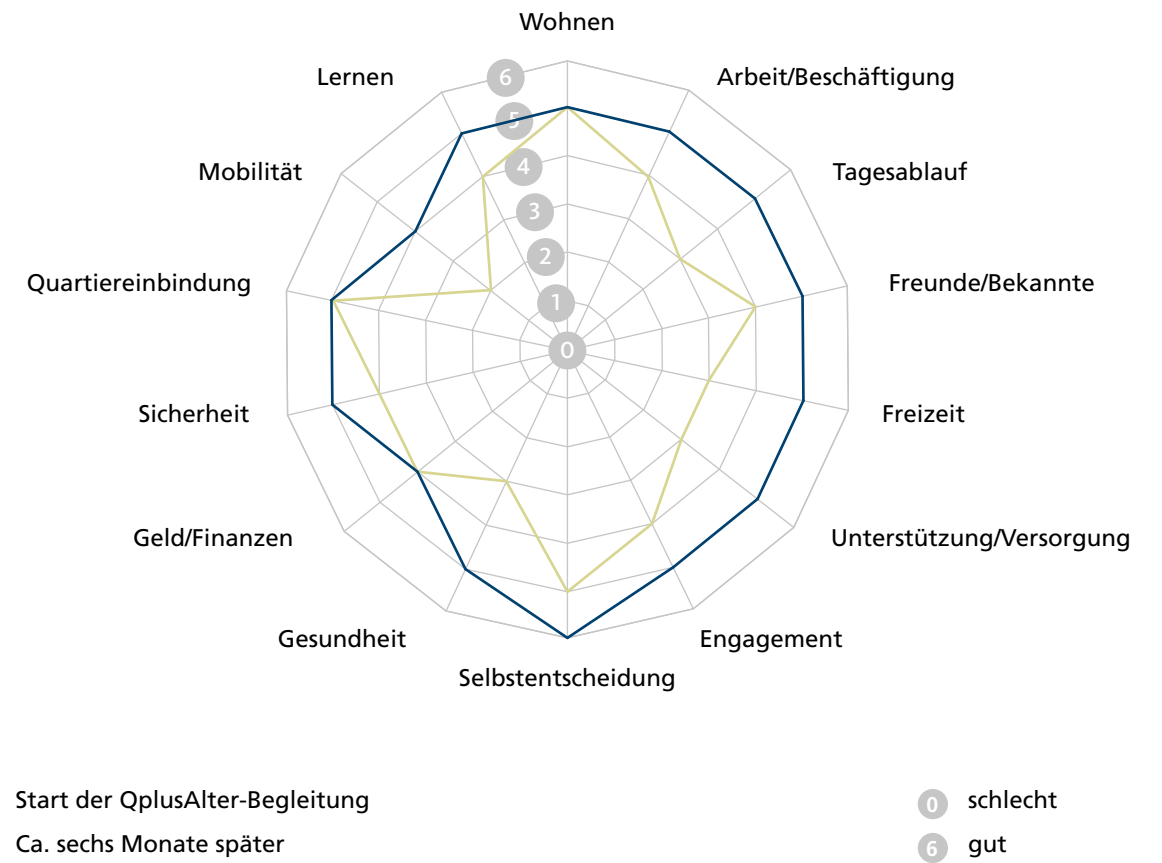 Wohnen
Lernen
6
Arbeit/Beschäftigung
5
Mobilität
4
Tagesablauf
3
2
Quartiereinbindung
Freunde/Bekannte
1
0
Sicherheit
Freizeit
Geld/Finanzen
Unterstützung/Versorgung
Gesundheit
Engagement
Selbstentscheidung
Start der QplusAlter-Begleitung
0 schlecht
Ca. sechs Monate später
6 gut